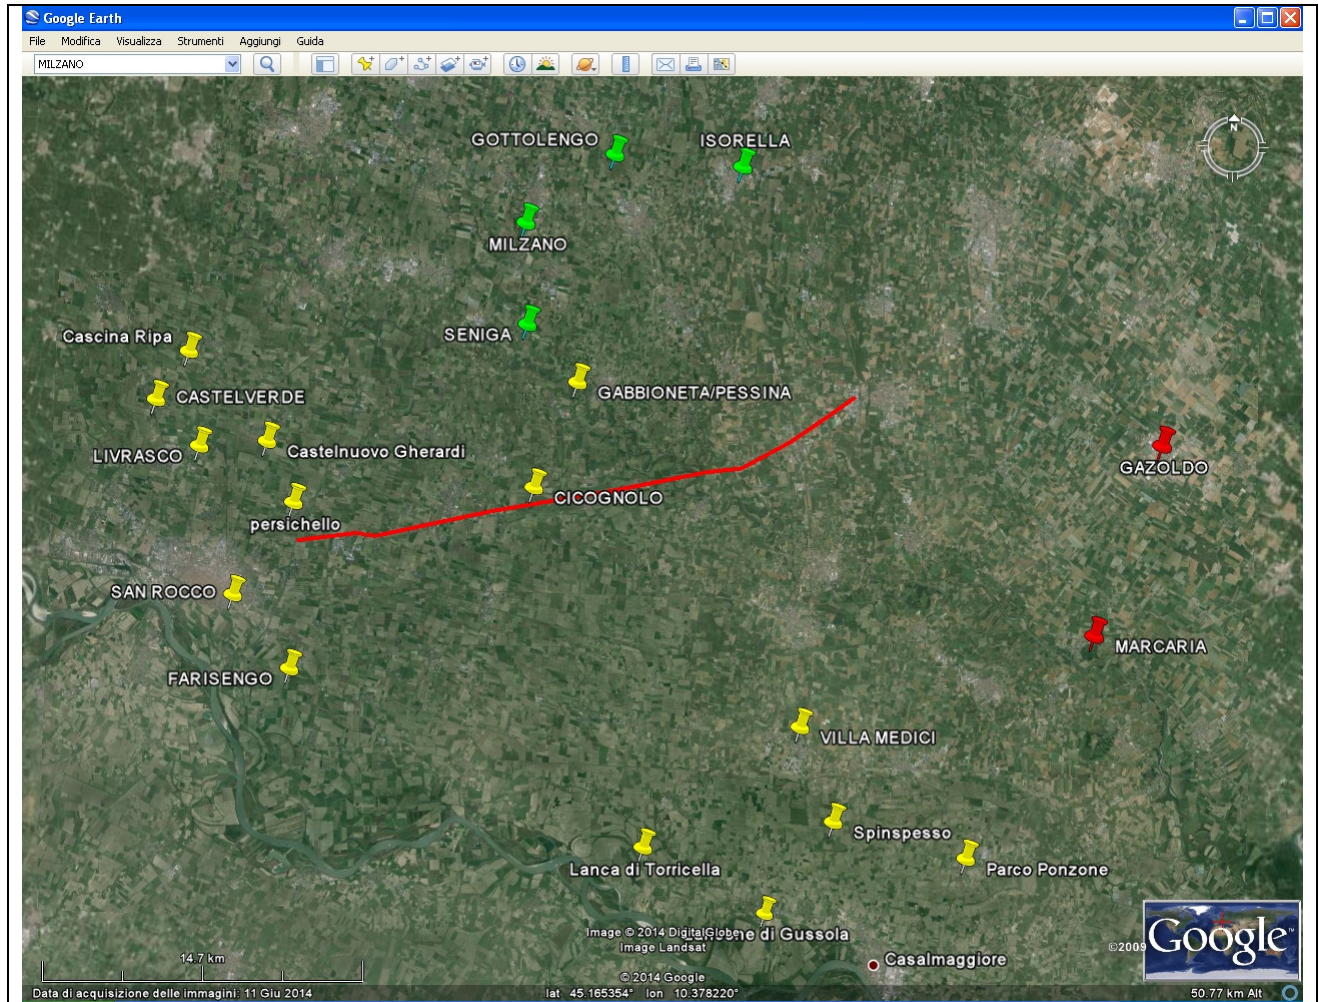 Google Earth
File Modifica Visualizza Strumenti Aggiungi Guida
MILZANO
N
GOTTOLENGO
ISORELLA
MILZANO
SENIGA
Cascina Ripa
CASTELVERDE
GABBIONETA/PESSINA
LIVRASCO
Castelnuovo Gherardi
GAZOLDO
CICOGNOLO
persichello
SAN ROCCO
MARCARIA
FARISENGO
VILLA MEDICI
Spinspesso
Lanca di Torricella
Parco Ponzone
Image © 2014 DigitalGlobe
di Gussola
Image Landsat
©2009
Google
14.7 km
Casalmaggiore
© 2014 Google
Data di acquisizione delle immagini: 11 Giu 2014
lat 45.165354° lon 10.378220°
50.77 km Alt